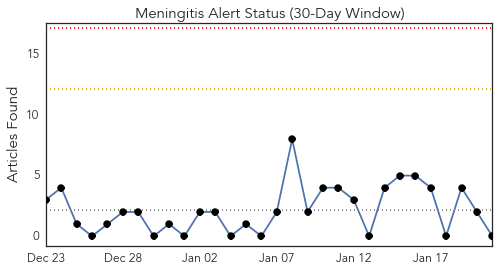 Meningitis Alert Status (30-Day Window)
Articles Found
15
10
5
0
Dec 23 Dec 28 Jan 02 Jan 07 Jan 12 Jan 17